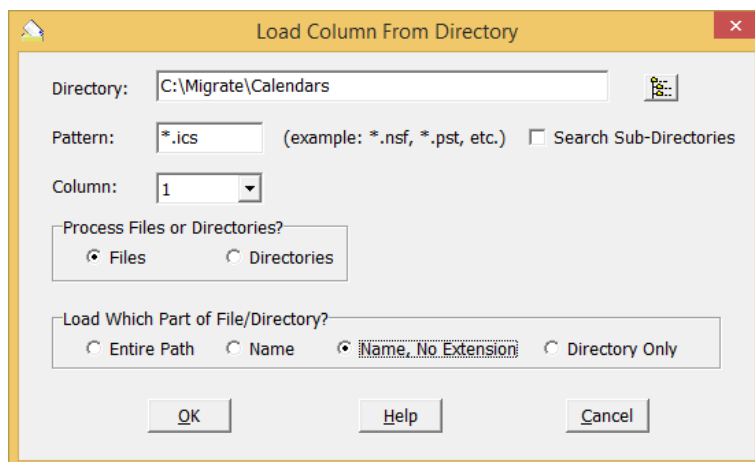 Load Column From Directory
Directory: C:\Migrate\Calendars
Pattern: *.ics (example: *.nsf, *.pst, etc.) Search Sub-Directories
Column: 1
Process Files or Directories?
Files Directories
Load Which Part of File/Directory?
Entire Path Name Name, No Extension Directory Only
OK Help Cancel